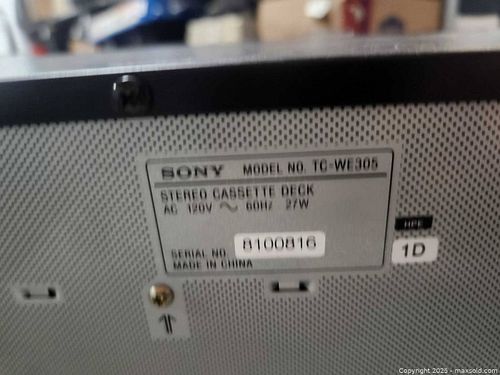 SONY MODEL NO. TC-WE305
STEREO CASSETTE DECK
AC 120V ~ 60Hz 27W
SERIAL NO. 8100816
MADE IN CHINA
1D
Copyright 2025 - maxsold.com